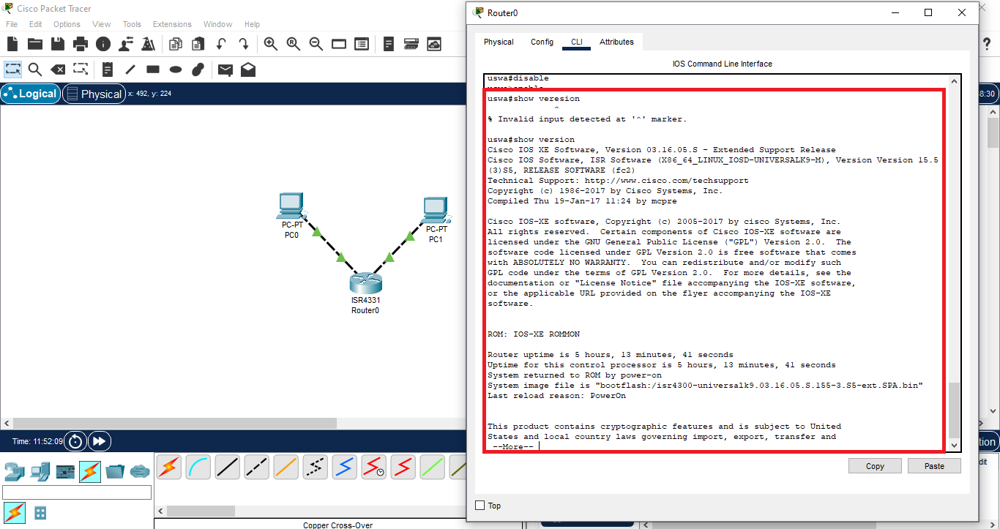 Cisco Packet Tracer
File Edit Options View Tools Extensions Window Help
Logical Physical x: 492, y: 224
8:30
PC-PT
PC0
PC-PT
PC1
ISR4331
Router0
Time: 11:52:09
tion
dit
Copper Cross-Over
Router0
Physical Config CLI Attributes
IOS Command Line Interface
uswa#disable
uswa#show veresion
^
% Invalid input detected at '^' marker.
uswa#show version
Cisco IOS XE Software, Version 03.16.05.S - Extended Support Release
Cisco IOS Software, ISR Software (X86_64_LINUX_IOSD-UNIVERSALK9-M), Version Version 15.5
(3)S5, RELEASE SOFTWARE (fc2)
Technical Support: http://www.cisco.com/techsupport
Copyright (c) 1986-2017 by Cisco Systems, Inc.
Compiled Thu 19-Jan-17 11:24 by mcpre
Cisco IOS-XE software, Copyright (c) 2005-2017 by cisco Systems, Inc.
All rights reserved. Certain components of Cisco IOS-XE software are
licensed under the GNU General Public License ("GPL") Version 2.0. The
software code licensed under GPL Version 2.0 is free software that comes
with ABSOLUTELY NO WARRANTY. You can redistribute and/or modify such
GPL code under the terms of GPL Version 2.0. For more details, see the
documentation or "License Notice" file accompanying the IOS-XE software,
or the applicable URL provided on the flyer accompanying the IOS-XE
software.
ROM: IOS-XE ROMMON
Router uptime is 5 hours, 13 minutes, 41 seconds
Uptime for this control processor is 5 hours, 13 minutes, 41 seconds
System returned to ROM by power-on
System image file is "bootflash:/isr4300-universalk9.03.16.05.S.155-3.S5-ext.SPA.bin"
Last reload reason: PowerOn
This product contains cryptographic features and is subject to United
States and local country laws governing import, export, transfer and
--More--
Copy Paste
Top